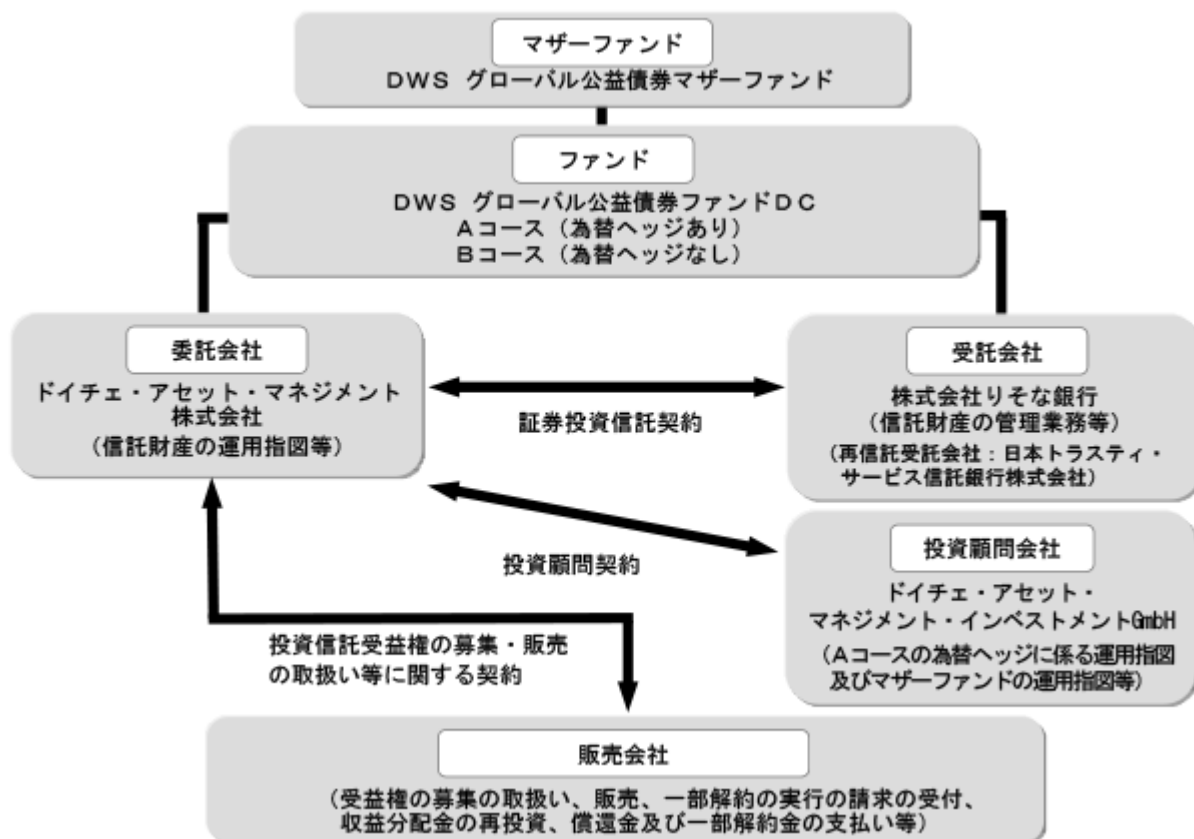 マザーファンド
DWS グローバル公益債券マザーファンド
ファンド
DWS グローバル公益債券ファンドDC
Aコース(為替ヘッジあり)
Bコース(為替ヘッジなし)
委託会社
ドイチェ・アセット・マネジメント
株式会社
(信託財産の運用指図等)
証券投資信託契約
受託会社
株式会社りそな銀行
(信託財産の管理業務等)
(再信託受託会社:日本トラスティ・
サービス信託銀行株式会社)
投資顧問契約
投資顧問会社
ドイチェ・アセット・
マネジメント・インベストメントGmbH
(Aコースの為替ヘッジに係る運用指図
及びマザーファンドの運用指図等)
投資信託受益権の募集・販売
の取扱い等に関する契約
販売会社
(受益権の募集の取扱い、販売、一部解約の実行の請求の受付、
収益分配金の再投資、償還金及び一部解約金の支払い等)